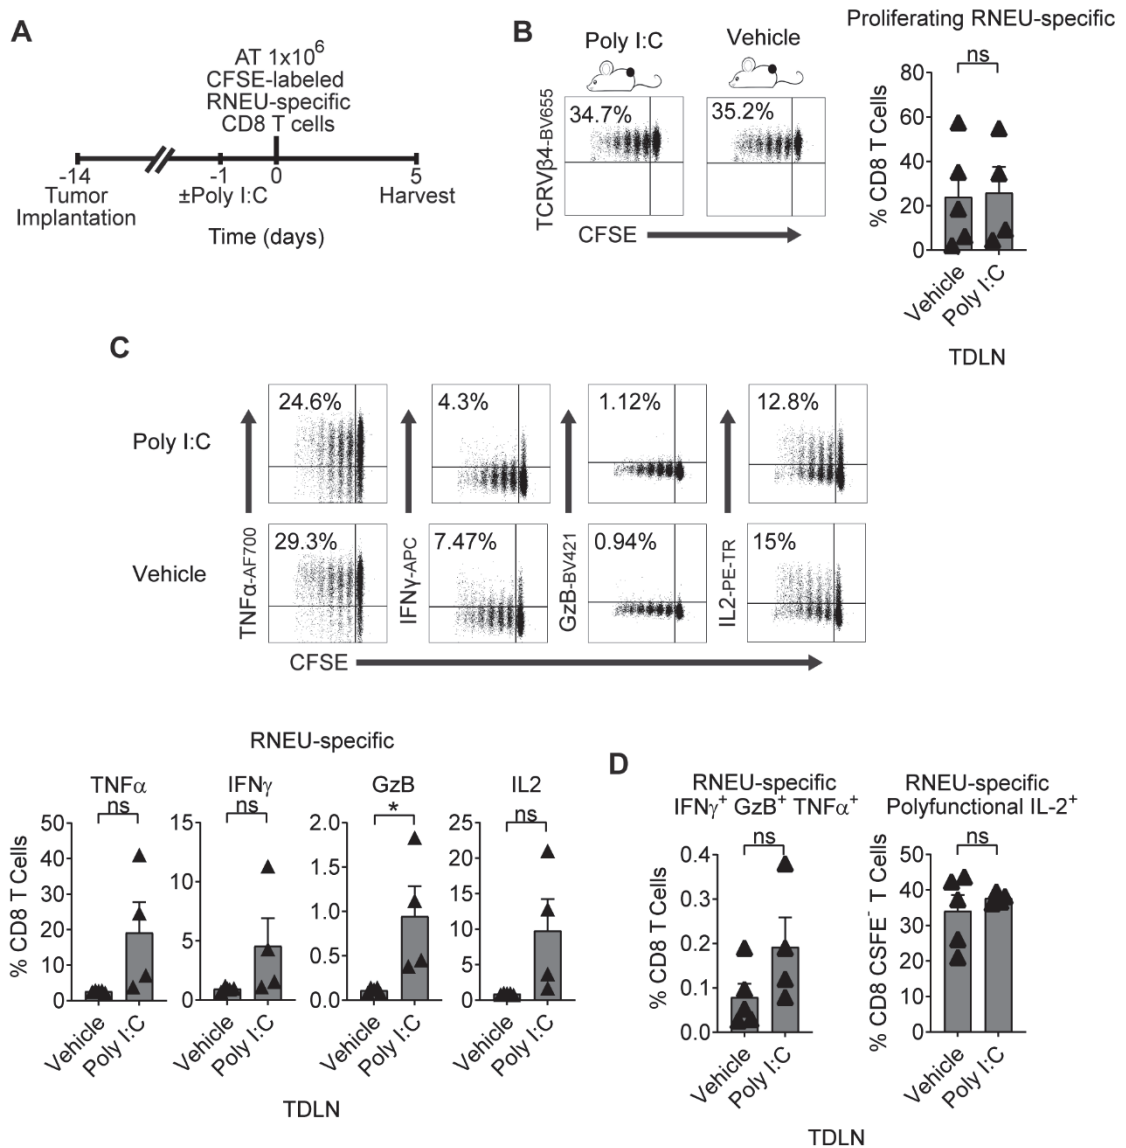 A
AT 1x10⁶
CFSE-labeled
RNEU-specific
CD8 T cells
-14
-1
0
5
Tumor
Implantation
±Poly I:C
Harvest
Time (days)
B
Poly I:C
Vehicle
TCRVβ4-BV655
34.7%
35.2%
CFSE
Proliferating RNEU-specific
ns
% CD8 T Cells
80
60
40
20
0
Vehicle
Poly I:C
TDLN
C
Poly I:C
24.6%
4.3%
1.12%
12.8%
Vehicle
29.3%
7.47%
0.94%
15%
TNFα-AF700
IFNγ-APC
GzB-BV421
IL2-PE-TR
CFSE
RNEU-specific
TNFα
ns
% CD8 T Cells
50
40
30
20
10
0
Vehicle
Poly I:C
IFNγ
ns
15
10
5
0
Vehicle
Poly I:C
GzB
*
2.0
1.5
1.0
0.5
0.0
Vehicle
Poly I:C
IL2
ns
25
20
15
10
5
0
Vehicle
Poly I:C
TDLN
D
RNEU-specific
IFNγ⁺ GzB⁺ TNFα⁺
ns
% CD8 T Cells
0.4
0.3
0.2
0.1
0.0
Vehicle
Poly I:C
RNEU-specific
Polyfunctional IL-2⁺
ns
% CD8 CSFE⁻ T Cells
50
40
30
20
10
0
Vehicle
Poly I:C
TDLN